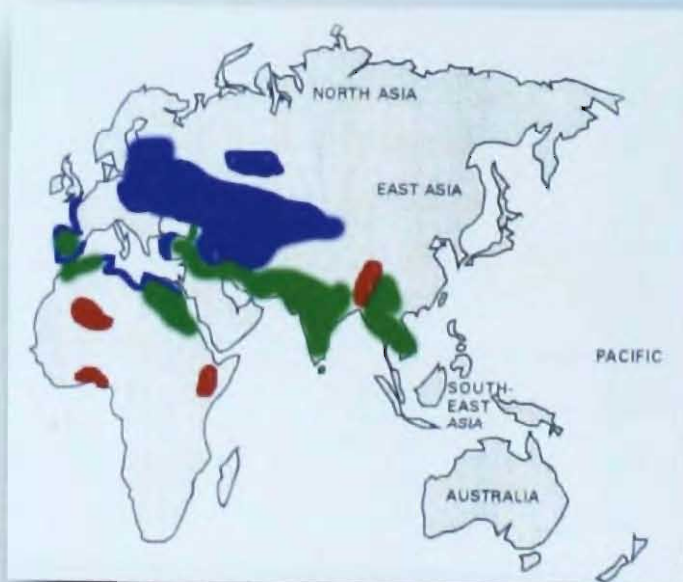 NORTH ASIA
EAST ASIA
PACIFIC
SOUTH-
EAST
ASIA
AUSTRALIA